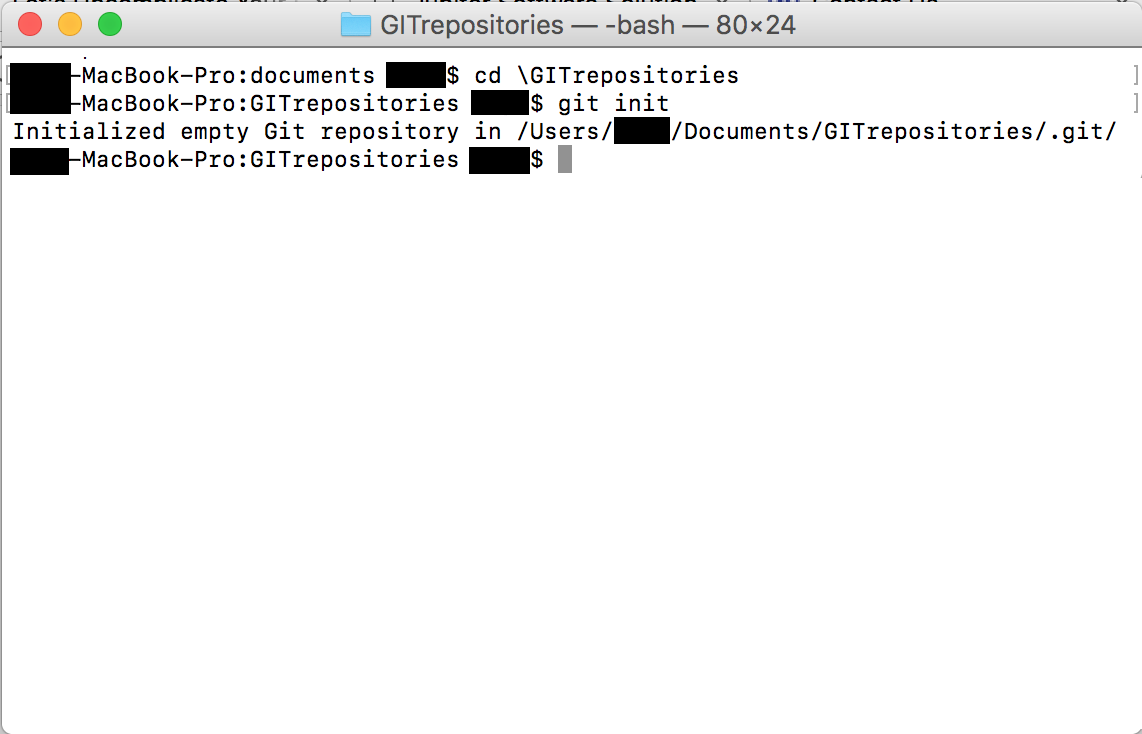 GITrepositories — -bash — 80×24
-MacBook-Pro:documents $ cd \GITrepositories
-MacBook-Pro:GITrepositories $ git init
Initialized empty Git repository in /Users/ /Documents/GITrepositories/.git/
-MacBook-Pro:GITrepositories $